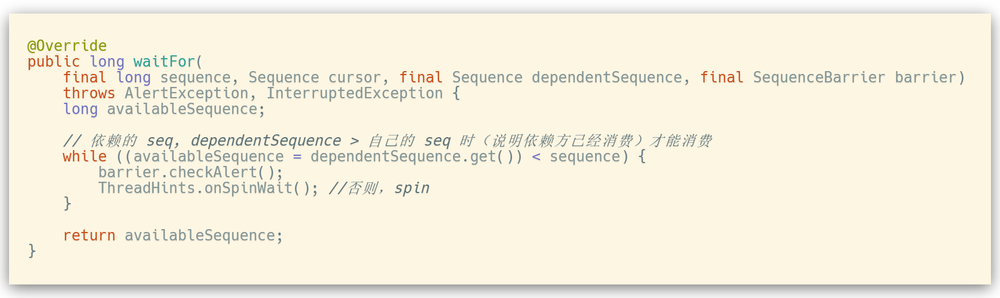 @Override
public long waitFor(
    final long sequence, Sequence cursor, final Sequence dependentSequence, final SequenceBarrier barrier)
    throws AlertException, InterruptedException {
    long availableSequence;

    // 依赖的 seq, dependentSequence > 自己的 seq 时（说明依赖方已经消费）才能消费
    while ((availableSequence = dependentSequence.get()) < sequence) {
        barrier.checkAlert();
        ThreadHints.onSpinWait(); //否则，spin
    }

    return availableSequence;
}